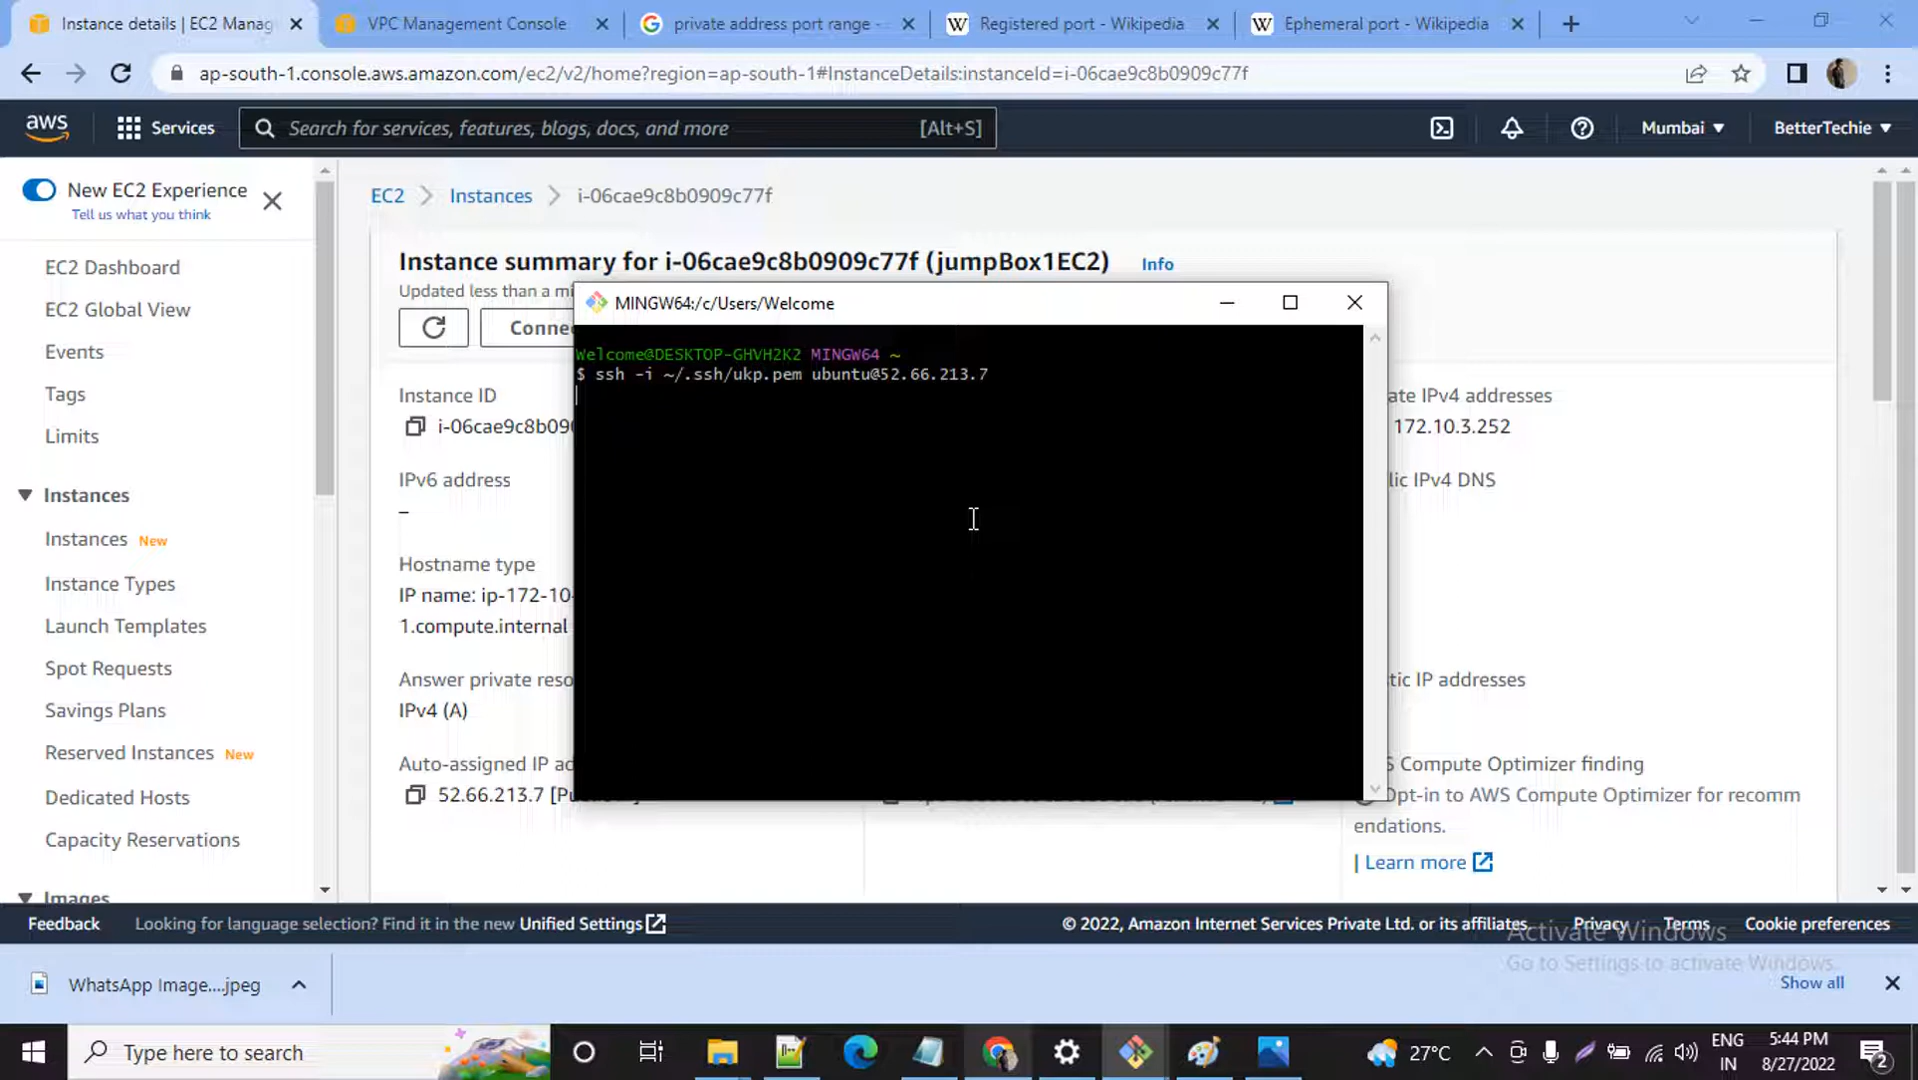 Instance details | EC2 Manag
VPC Management Console
private address port range -
Registered port - Wikipedia
Ephemeral port - Wikipedia
ap-south-1.console.aws.amazon.com/ec2/v2/home?region=ap-south-1#InstanceDetails:instanceId=i-06cae9c8b0909c77f
aws
Services
Search for services, features, blogs, docs, and more
[Alt+S]
Mumbai
BetterTechie
New EC2 Experience
Tell us what you think
EC2 Dashboard
EC2 Global View
Events
Tags
Limits
Instances
Instances New
Instance Types
Launch Templates
Spot Requests
Savings Plans
Reserved Instances New
Dedicated Hosts
Capacity Reservations
Images
EC2 > Instances > i-06cae9c8b0909c77f
Instance summary for i-06cae9c8b0909c77f (jumpBox1EC2) Info
Updated less than a mi
Connec
Instance ID
i-06cae9c8b090
IPv6 address
–
Hostname type
IP name: ip-172-10-
1.compute.internal
Answer private reso
IPv4 (A)
Auto-assigned IP ad
52.66.213.7 [Pu
MINGW64:/c/Users/Welcome
Welcome@DESKTOP-GHVH2K2 MINGW64 ~
$ ssh -i ~/.ssh/ukp.pem ubuntu@52.66.213.7
ate IPv4 addresses
172.10.3.252
lic IPv4 DNS
tic IP addresses
S Compute Optimizer finding
Opt-in to AWS Compute Optimizer for recomm
endations.
| Learn more
Feedback
Looking for language selection? Find it in the new Unified Settings
© 2022, Amazon Internet Services Private Ltd. or its affiliates.
Privacy
Terms
Cookie preferences
Activate Windows
Go to Settings to activate Windows.
WhatsApp Image....jpeg
Show all
Type here to search
27°C
ENG
IN
5:44 PM
8/27/2022
2